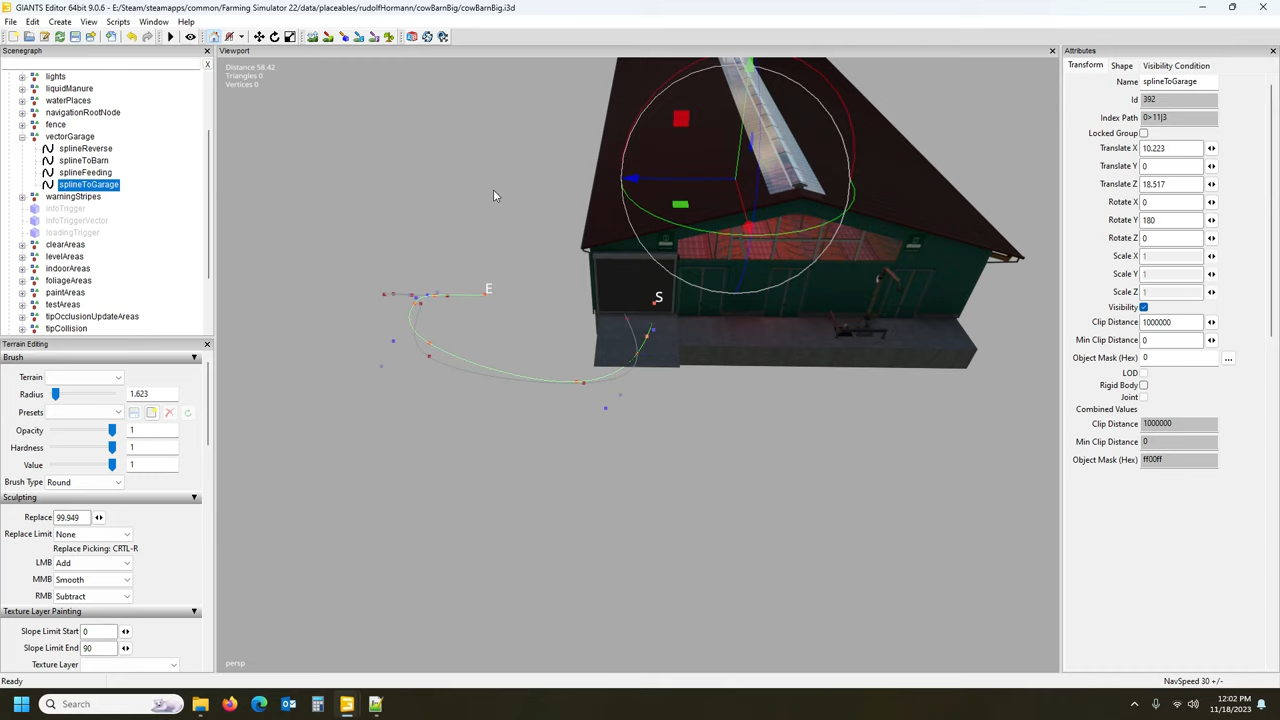 GIANTS Editor 64bit 9.0.6 - E:/Steam/steamapps/common/Farming Simulator 22/data/placeables/rudolfHormann/cowBarnBig/cowBarnBig.i3d
File Edit Create View Scripts Window Help
Scenegraph
X
lights
liquidManure
waterPlaces
navigationRootNode
fence
vectorGarage
splineReverse
splineToBarn
splineFeeding
splineToGarage
warningStripes
infoTrigger
infoTriggerVector
loadingTrigger
clearAreas
levelAreas
indoorAreas
foliageAreas
paintAreas
testAreas
tipOcclusionUpdateAreas
tipCollision
Terrain Editing
Brush
Terrain
Radius 1.623
Presets
Opacity 1
Hardness 1
Value 1
Brush Type Round
Sculpting
Replace 99.949
Replace Limit None
Replace Picking: CRTL-R
LMB Add
MMB Smooth
RMB Subtract
Texture Layer Painting
Slope Limit Start 0
Slope Limit End 90
Texture Layer
Ready
Viewport
Distance 58.42
Triangles 0
Vertices 0
E
S
persp
Attributes
Transform Shape Visibility Condition
Name splineToGarage
Id 392
Index Path 0>11|3
Locked Group
Translate X 10.223
Translate Y 0
Translate Z 18.517
Rotate X 0
Rotate Y 180
Rotate Z 0
Scale X 1
Scale Y 1
Scale Z 1
Visibility
Clip Distance 1000000
Min Clip Distance 0
Object Mask (Hex) 0 ...
LOD
Rigid Body
Joint
Combined Values
Clip Distance 1000000
Min Clip Distance 0
Object Mask (Hex) ff00ff
NavSpeed 30 +/-
Search
12:02 PM
11/18/2023